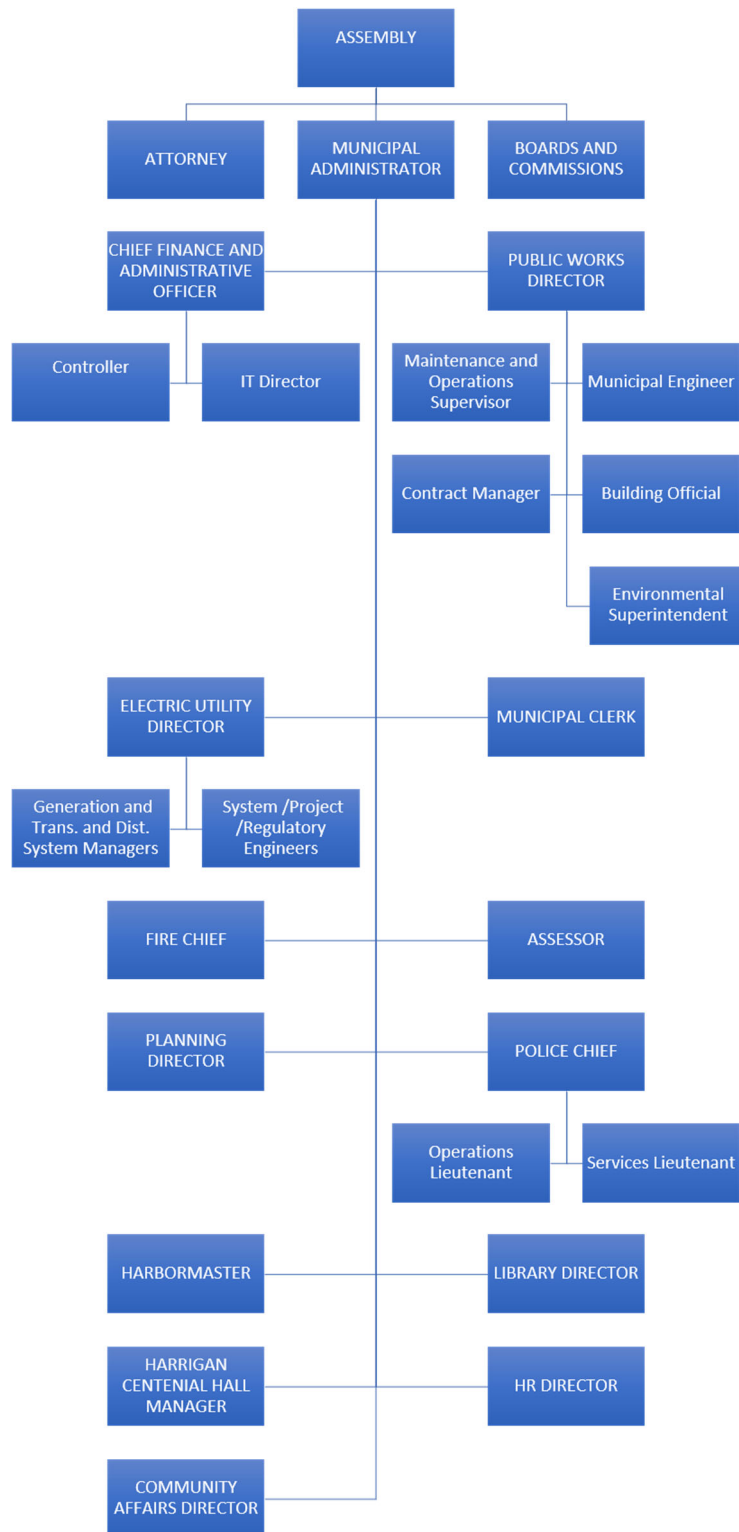 ASSEMBLY
ATTORNEY
MUNICIPAL
ADMINISTRATOR
BOARDS AND
COMMISSIONS
CHIEF FINANCE AND
ADMINISTRATIVE
OFFICER
PUBLIC WORKS
DIRECTOR
Controller
IT Director
Maintenance and
Operations
Supervisor
Municipal Engineer
Contract Manager
Building Official
Environmental
Superintendent
ELECTRIC UTILITY
DIRECTOR
MUNICIPAL CLERK
Generation and
Trans. and Dist.
System Managers
System /Project
/Regulatory
Engineers
FIRE CHIEF
ASSESSOR
PLANNING
DIRECTOR
POLICE CHIEF
Operations
Lieutenant
Services Lieutenant
HARBORMASTER
LIBRARY DIRECTOR
HARRIGAN
CENTENIAL HALL
MANAGER
HR DIRECTOR
COMMUNITY
AFFAIRS DIRECTOR